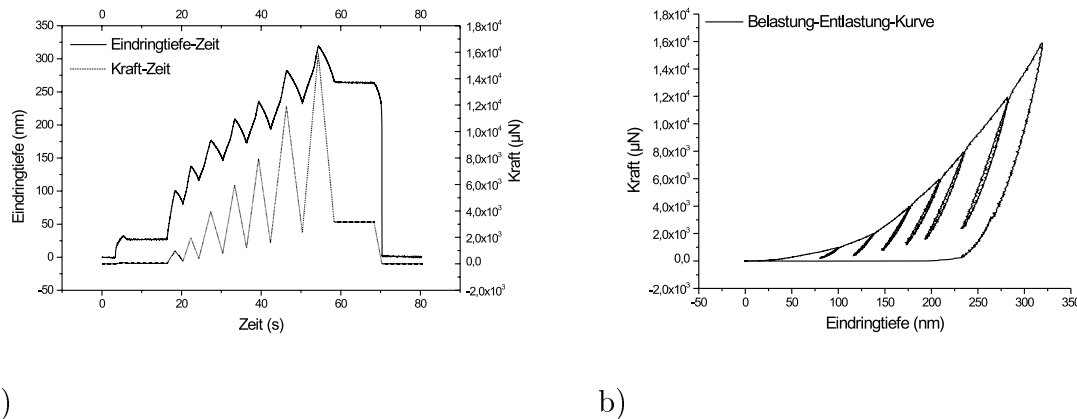 0 20 40 60 80
350
300
250
200
150
100
50
0
50
Eindringtiefe (nm)
Eindringtiefe-Zeit
Kraft-Zeit
1,8x10⁴
1,6x10⁴
1,4x10⁴
1,2x10⁴
1,0x10⁴
8,0x10³
6,0x10³
4,0x10³
2,0x10³
0,0
2,0x10³
Kraft (µN)
0 20 40 60 80
Zeit (s)
)
Belastung-Entlastung-Kurve
1,8x10⁴
1,6x10⁴
1,4x10⁴
1,2x10⁴
1,0x10⁴
8,0x10³
6,0x10³
4,0x10³
2,0x10³
0,0
2,0x10³
Kraft (µN)
-50 0 50 100 150 200 250 300 350
Eindringtiefe (nm)
b)